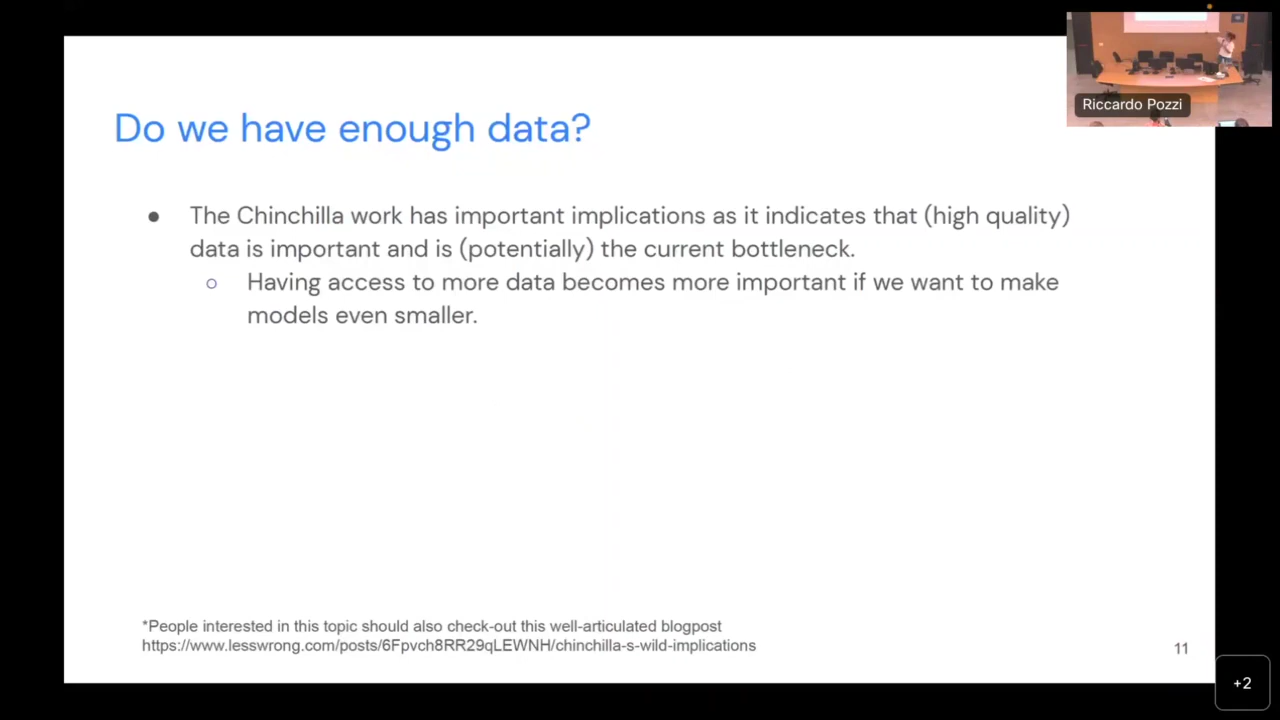 Do we have enough data?
● The Chinchilla work has important implications as it indicates that (high quality)
data is important and is (potentially) the current bottleneck.
○ Having access to more data becomes more important if we want to make
models even smaller.
*People interested in this topic should also check-out this well-articulated blogpost
https://www.lesswrong.com/posts/6Fpvch8RR29qLEWNH/chinchilla-s-wild-implications
11
Riccardo Pozzi
+2